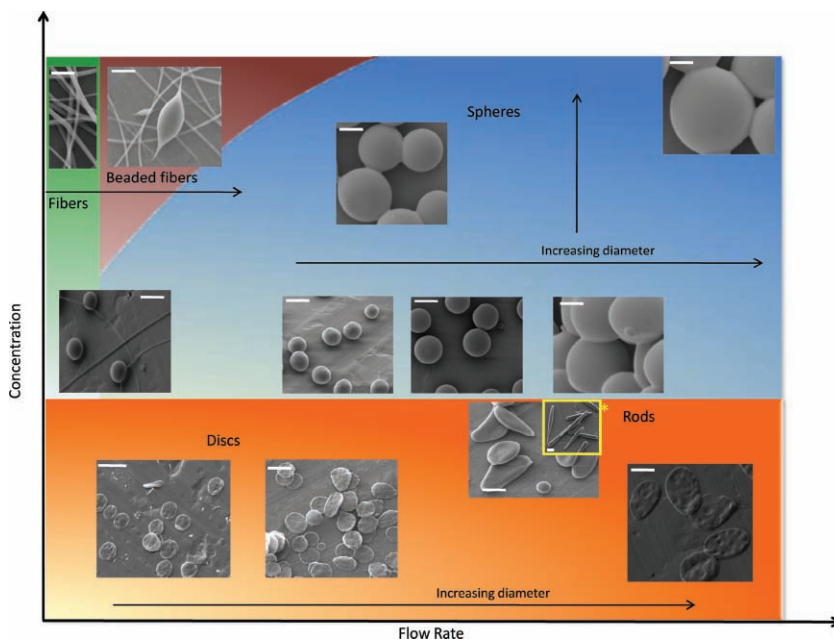 Spheres
Beaded fibers
Fibers
Increasing diameter
Concentration
*
Rods
Discs
Increasing diameter
Flow Rate